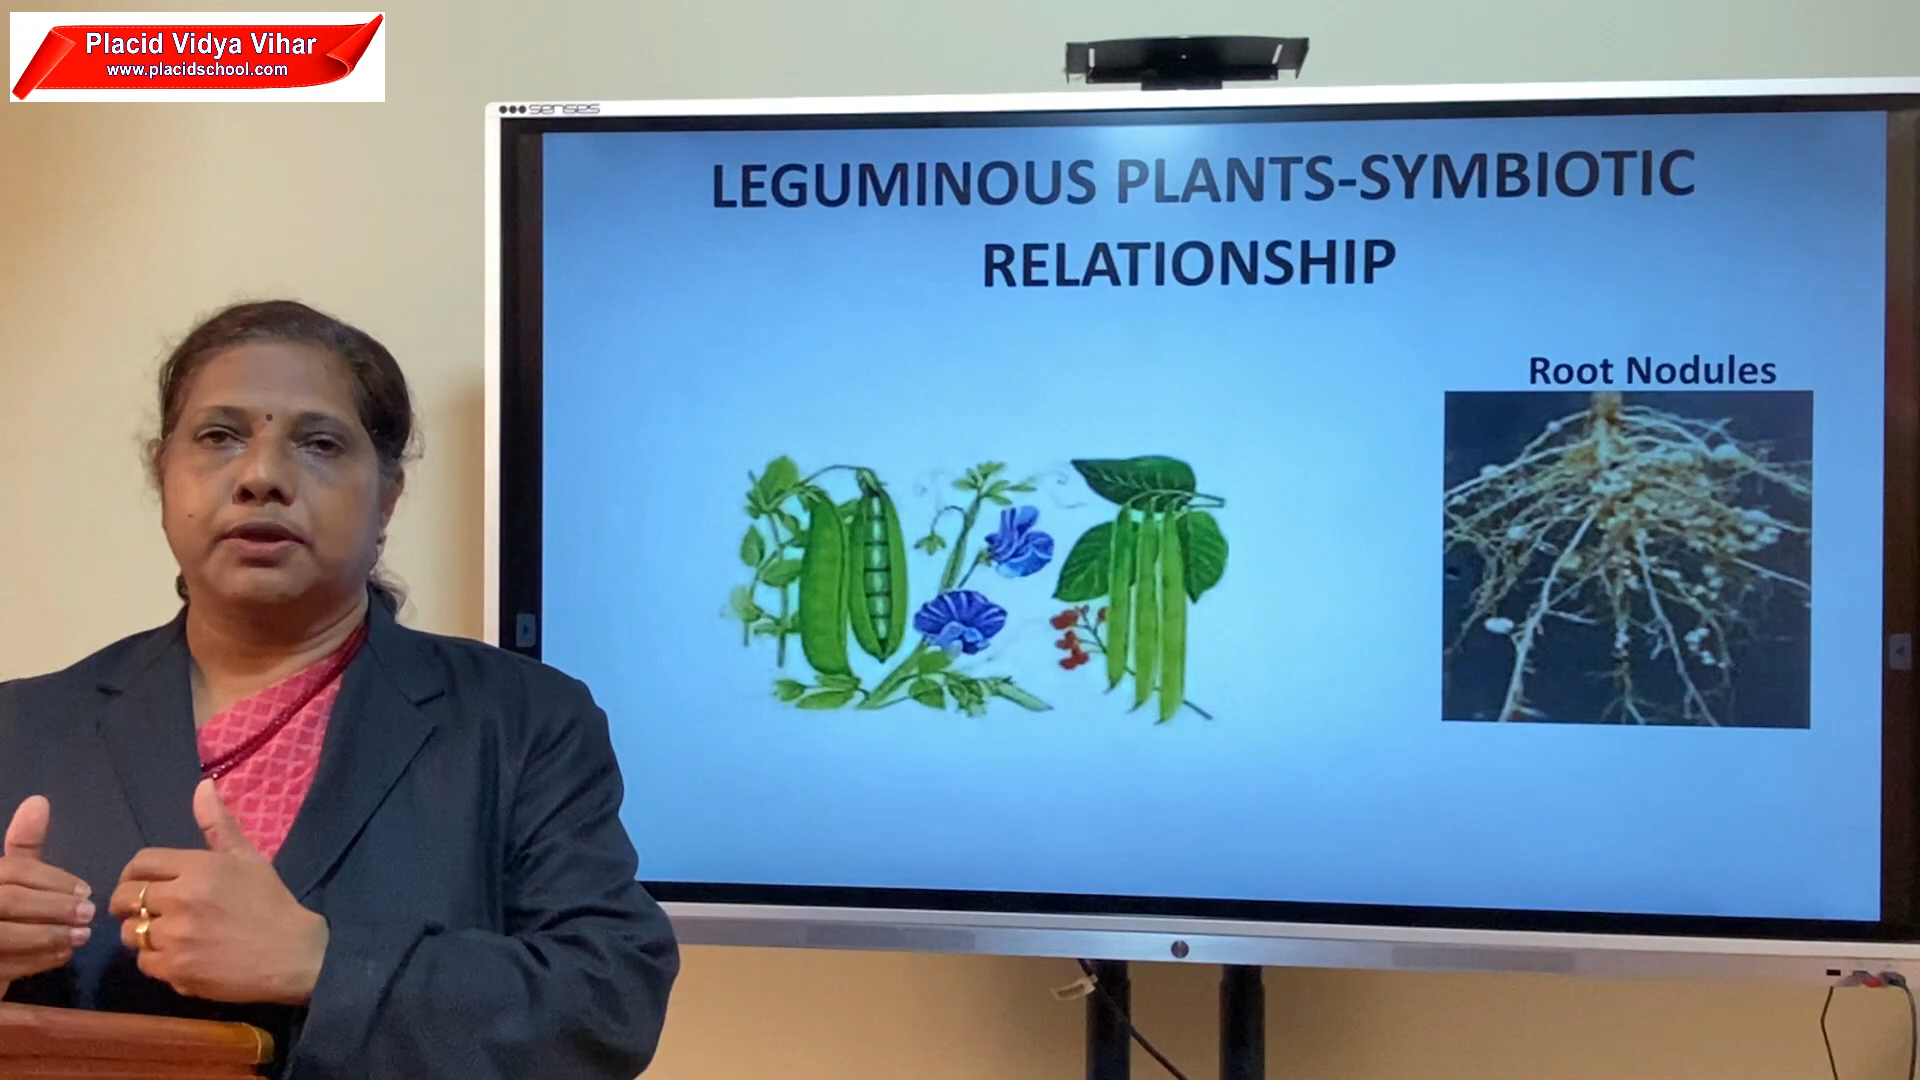 Placid Vidya Vihar
www.placidschool.com
senses
LEGUMINOUS PLANTS-SYMBIOTIC
RELATIONSHIP
Root Nodules